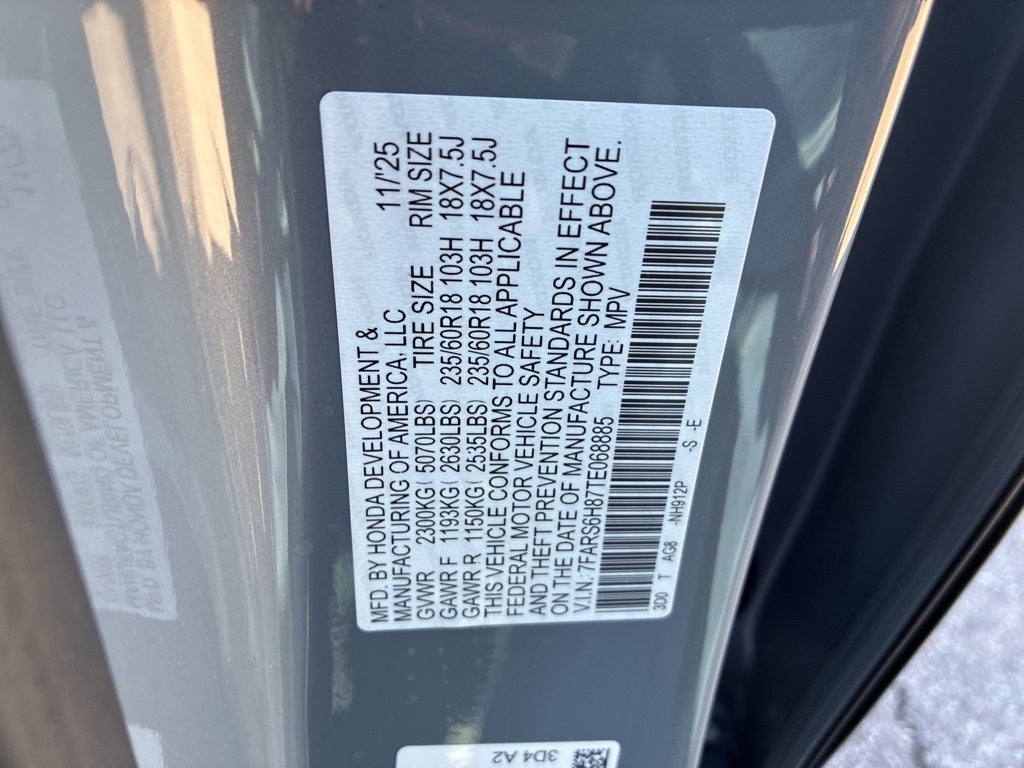 MFD. BY HONDA DEVELOPMENT &
MANUFACTURING OF AMERICA, LLC 11/'25
GVWR 2300KG( 5070LBS) TIRE SIZE RIM SIZE
GAWR F 1193KG( 2630LBS) 235/60R18 103H 18X7.5J
GAWR R 1150KG( 2535LBS) 235/60R18 103H 18X7.5J
THIS VEHICLE CONFORMS TO ALL APPLICABLE
FEDERAL MOTOR VEHICLE SAFETY
AND THEFT PREVENTION STANDARDS IN EFFECT
ON THE DATE OF MANUFACTURE SHOWN ABOVE.
V.I.N.: 7FARS6H87TE068885 TYPE: MPV
3D0 T AG8 -NH912P -S -E
3D4 A2